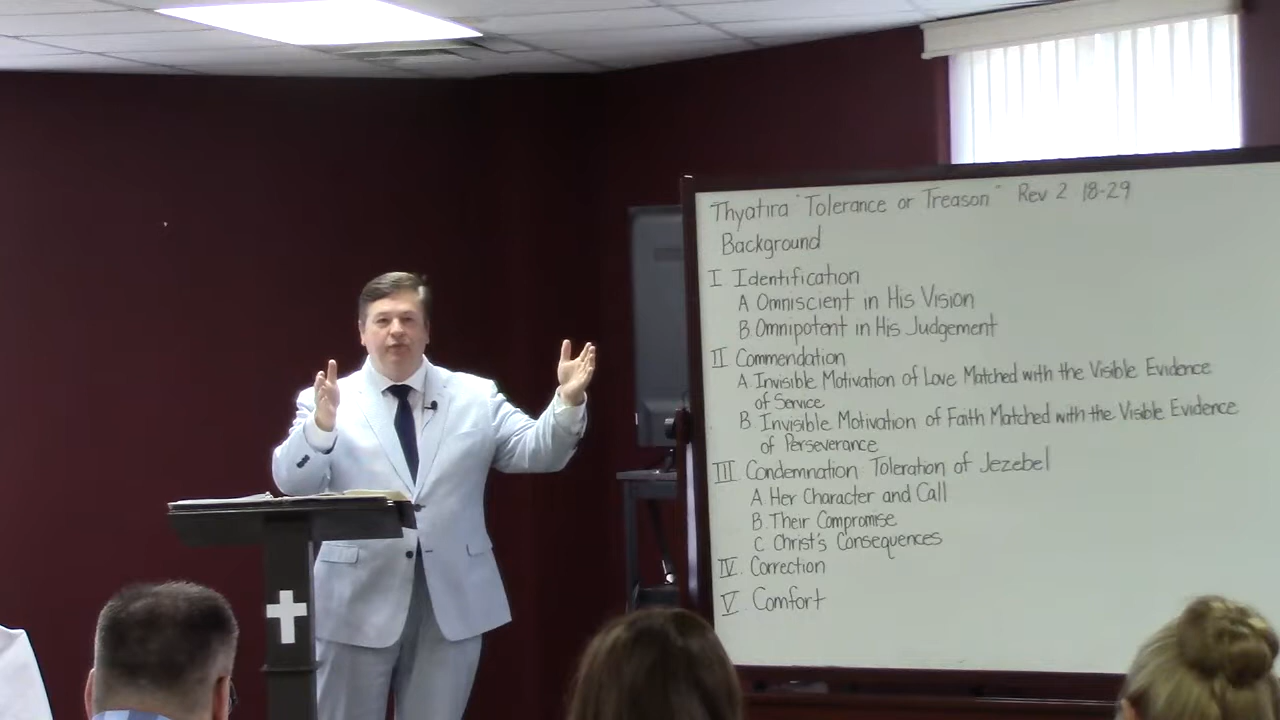 Thyatira "Tolerance or Treason" Rev 2 18-29
Background
I Identification
A Omniscient in His Vision
B. Omnipotent in His Judgement
II Commendation
A Invisible Motivation of Love Matched with the Visible Evidence
of Service
B Invisible Motivation of Faith Matched with the Visible Evidence
of Perseverance
III Condemnation Toleration of Jezebel
A. Her Character and Call
B. Their Compromise
C Christ's Consequences
IV. Correction
V Comfort